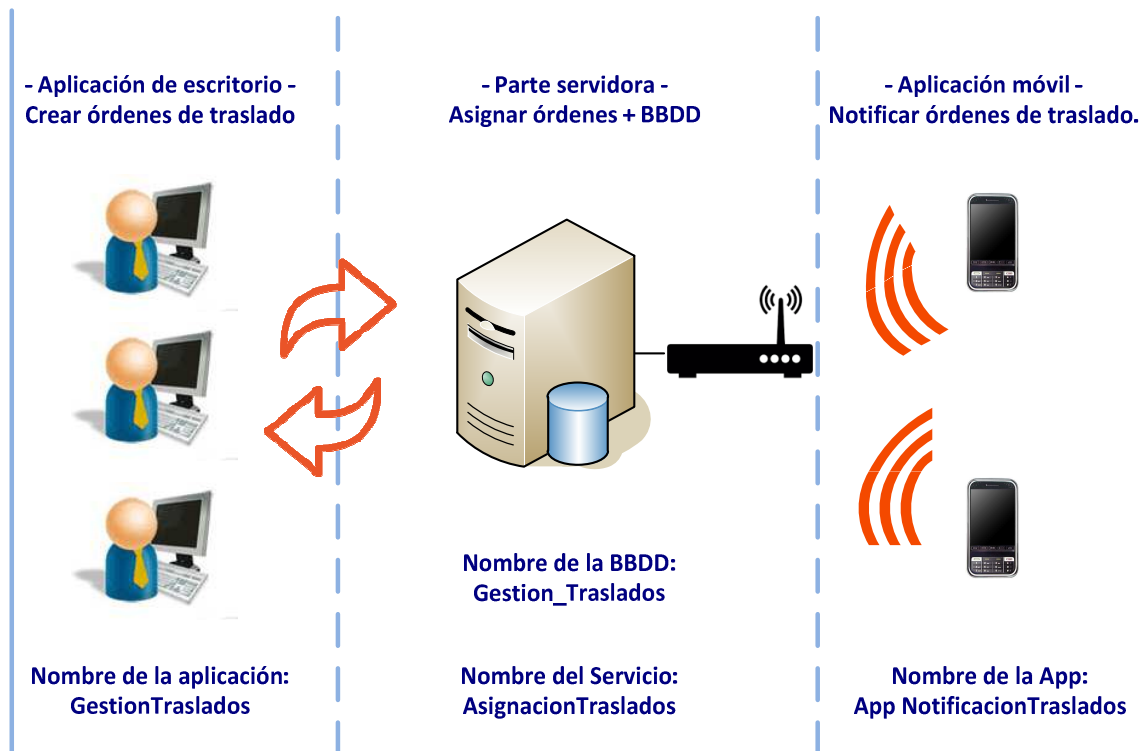 - Aplicación de escritorio -
Crear órdenes de traslado
- Parte servidora -
Asignar órdenes + BBDD
- Aplicación móvil -
Notificar órdenes de traslado.
Nombre de la BBDD:
Gestion_Traslados
Nombre de la aplicación:
GestionTraslados
Nombre del Servicio:
AsignacionTraslados
Nombre de la App:
App NotificacionTraslados